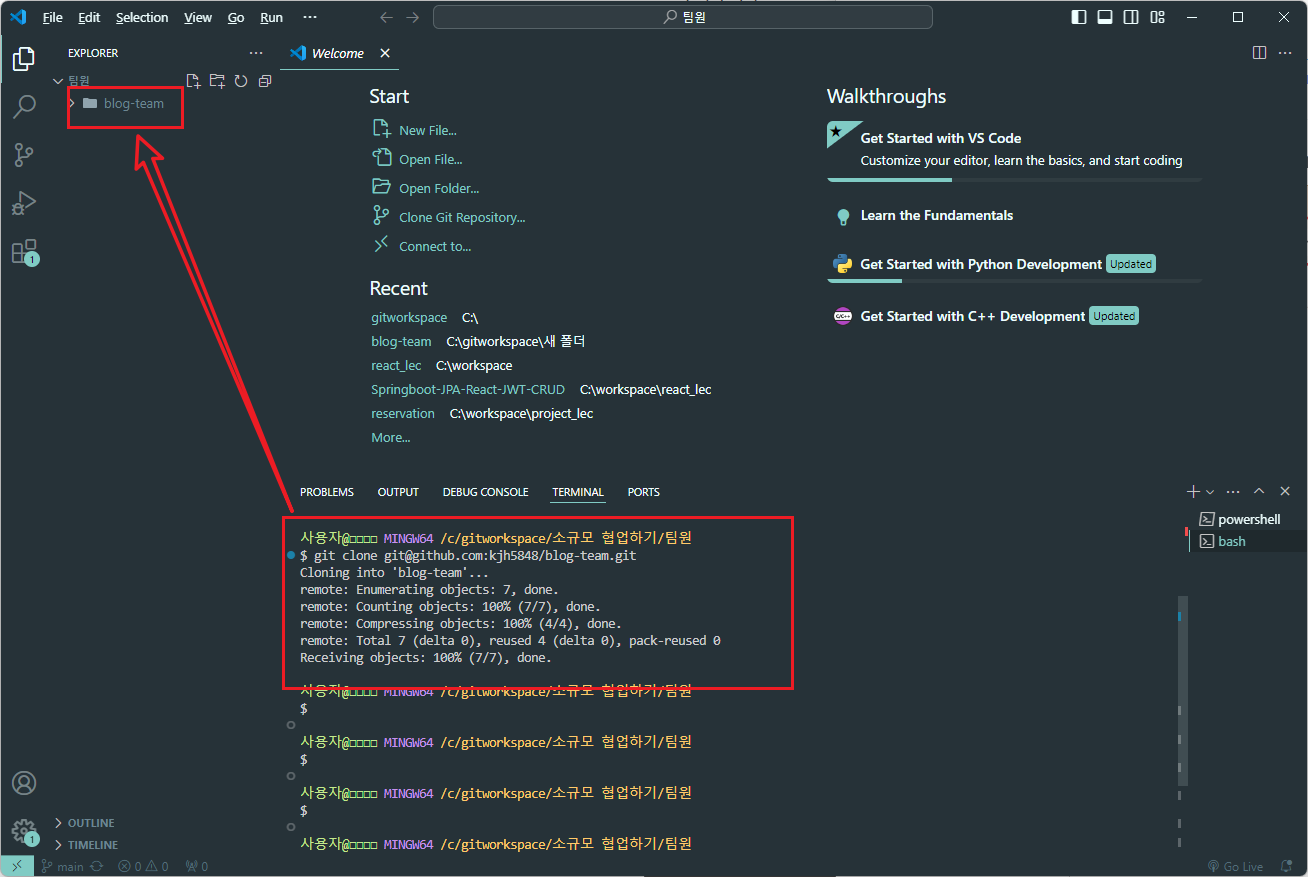 File Edit Selection View Go Run ···
팀원
EXPLORER ···
팀원
blog-team
Welcome
Start
New File...
Open File...
Open Folder...
Clone Git Repository...
Connect to...
Recent
gitworkspace C:\
blog-team C:\gitworkspace\새 폴더
react_lec C:\workspace
Springboot-JPA-React-JWT-CRUD C:\workspace\react_lec
reservation C:\workspace\project_lec
More...
Walkthroughs
Get Started with VS Code
Customize your editor, learn the basics, and start coding
Learn the Fundamentals
Get Started with Python Development Updated
C/C++ Get Started with C++ Development Updated
PROBLEMS OUTPUT DEBUG CONSOLE TERMINAL PORTS
powershell
bash
사용자@□□□□ MINGW64 /c/gitworkspace/소규모 협업하기/팀원
$ git clone git@github.com:kjh5848/blog-team.git
Cloning into 'blog-team'...
remote: Enumerating objects: 7, done.
remote: Counting objects: 100% (7/7), done.
remote: Compressing objects: 100% (4/4), done.
remote: Total 7 (delta 0), reused 4 (delta 0), pack-reused 0
Receiving objects: 100% (7/7), done.
사용자@□□□□ MINGW64 /c/gitworkspace/소규모 협업하기/팀원
$
사용자@□□□□ MINGW64 /c/gitworkspace/소규모 협업하기/팀원
$
사용자@□□□□ MINGW64 /c/gitworkspace/소규모 협업하기/팀원
$
사용자@□□□□ MINGW64 /c/gitworkspace/소규모 협업하기/팀원
1
1
OUTLINE
TIMELINE
main 0 0 0 Go Live